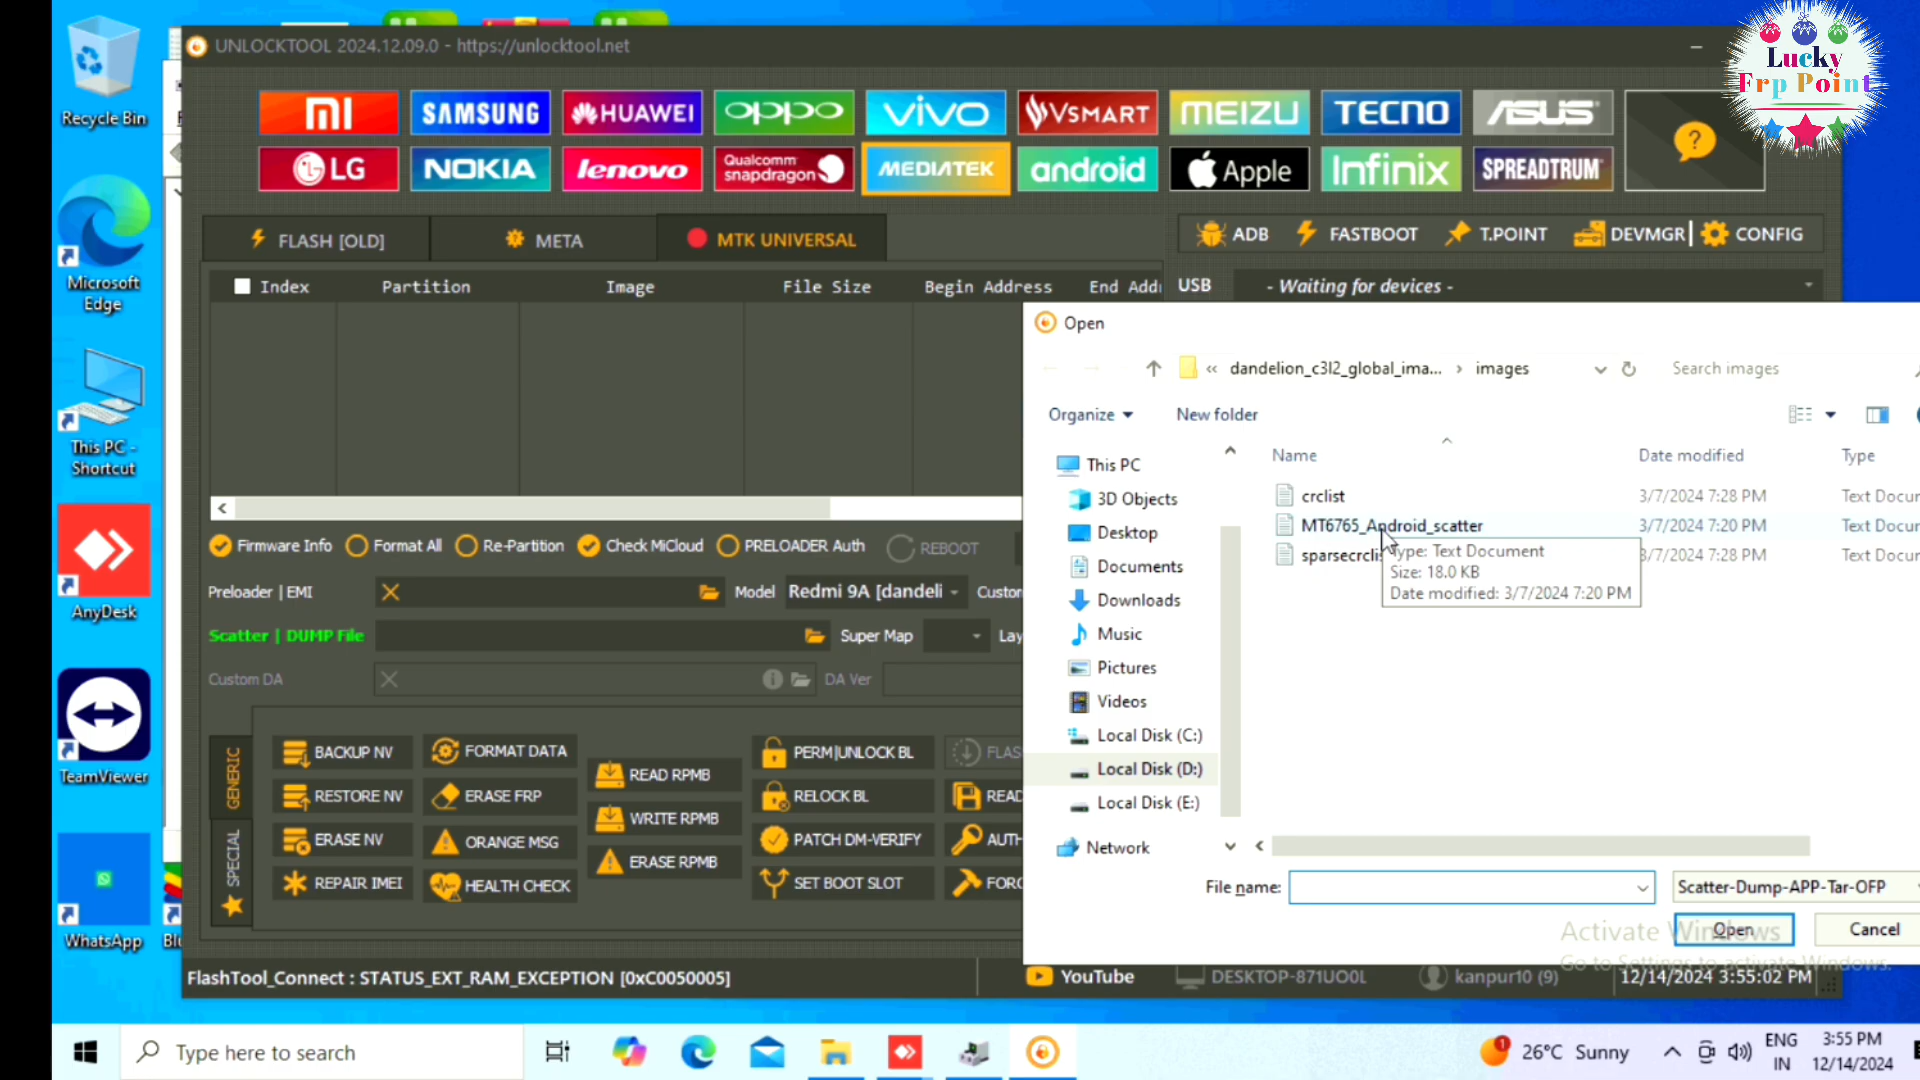 Recycle Bin
Microsoft
Edge
This PC -
Shortcut
AnyDesk
TeamViewer
WhatsApp
UNLOCKTOOL 2024.12.09.0 - https://unlocktool.net
Lucky
Frp Point
mi SAMSUNG HUAWEI oppo vivo VSMART MEIZU TECNO ASUS
LG NOKIA lenovo Qualcomm snapdragon MEDIATEK android Apple Infinix SPREADTRUM
?
FLASH [OLD] META MTK UNIVERSAL
ADB FASTBOOT T.POINT DEVMGR CONFIG
Index Partition Image File Size Begin Address End Add
USB - Waiting for devices -
Firmware Info Format All Re-Partition Check MiCloud PRELOADER Auth REBOOT
Preloader | EMI Model Redmi 9A [dandeli Custon
Scatter | DUMP File Super Map Lay
Custom DA DA Ver
GENERIC
SPECIAL
BACKUP NV FORMAT DATA READ RPMB PERM|UNLOCK BL FLAS
RESTORE NV ERASE FRP WRITE RPMB RELOCK BL READ
ERASE NV ORANGE MSG ERASE RPMB PATCH DM-VERIFY AUTH
REPAIR IMEI HEALTH CHECK SET BOOT SLOT FORC
Open
« dandelion_c3l2_global_ima... › images
Search images
Organize New folder
This PC
3D Objects
Desktop
Documents
Downloads
Music
Pictures
Videos
Local Disk (C:)
Local Disk (D:)
Local Disk (E:)
Network
Name Date modified Type
crclist 3/7/2024 7:28 PM Text Docur
MT6765_Android_scatter 3/7/2024 7:20 PM Text Docur
sparsecrclis 3/7/2024 7:28 PM Text Docur
Type: Text Document
Size: 18.0 KB
Date modified: 3/7/2024 7:20 PM
File name: Scatter-Dump-APP-Tar-OFP
Open Cancel
Activate Windows
Go to Settings to activate Windows.
FlashTool_Connect : STATUS_EXT_RAM_EXCEPTION [0xC0050005]
YouTube DESKTOP-871UO0L kanpur10 (9) 12/14/2024 3:55:02 PM
Type here to search
1
26°C Sunny
ENG
IN
3:55 PM
12/14/2024